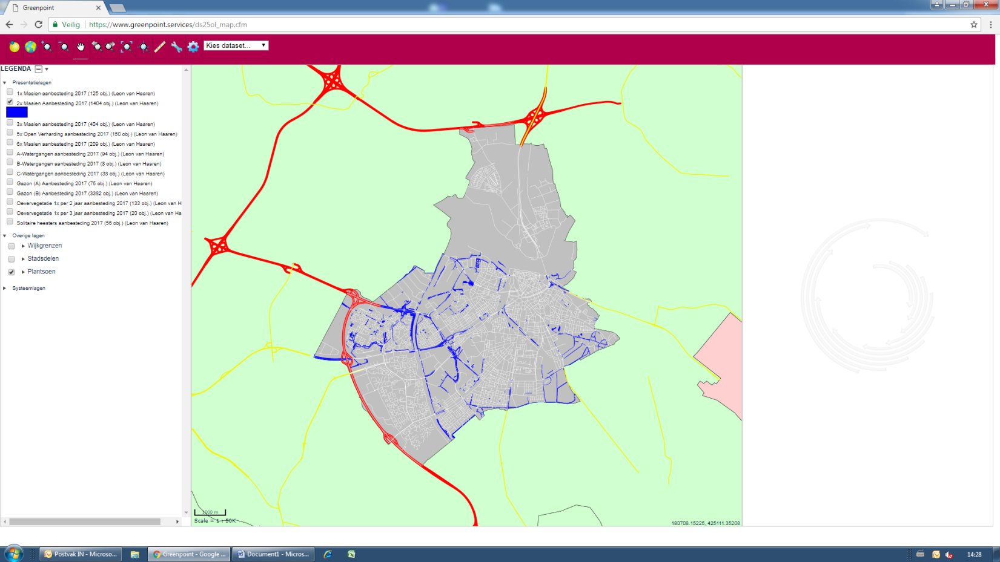 Greenpoint
Veilig | https://www.greenpoint.services/ds25ol_map.cfm
Kies dataset...
LEGENDA
Presentatielagen
1x Maaien aanbesteding 2017 (125 obj.) (Leon van Haaren)
2x Maaien Aanbesteding 2017 (1404 obj.) (Leon van Haaren)
3x Maaien aanbesteding 2017 (404 obj.) (Leon van Haaren)
5x Open Verharding aanbesteding 2017 (150 obj.) (Leon van Haaren)
6x Maaien aanbesteding 2017 (209 obj.) (Leon van Haaren)
A-Watergangen aanbesteding 2017 (94 obj.) (Leon van Haaren)
B-Watergangen aanbesteding 2017 (8 obj.) (Leon van Haaren)
C-Watergangen aanbesteding 2017 (38 obj.) (Leon van Haaren)
Gazon (A) Aanbesteding 2017 (75 obj.) (Leon van Haaren)
Gazon (B) Aanbesteding 2017 (3382 obj.) (Leon van Haaren)
Oevervegetatie 1x per 2 jaar aanbesteding 2017 (133 obj.) (Leon van H
Oevervegetatie 1x per 3 jaar aanbesteding 2017 (20 obj.) (Leon van Ha
Solitaire heesters aanbesteding 2017 (56 obj.) (Leon van Haaren)
Overige lagen
Wijkgrenzen
Stadsdelen
Plantsoen
Systeemlagen
1000 m
Scale = 1 : 50K
180708.15225, 425111.35208
Postvak IN - Microso...
Greenpoint - Google ...
Document1 - Micros...
14:28